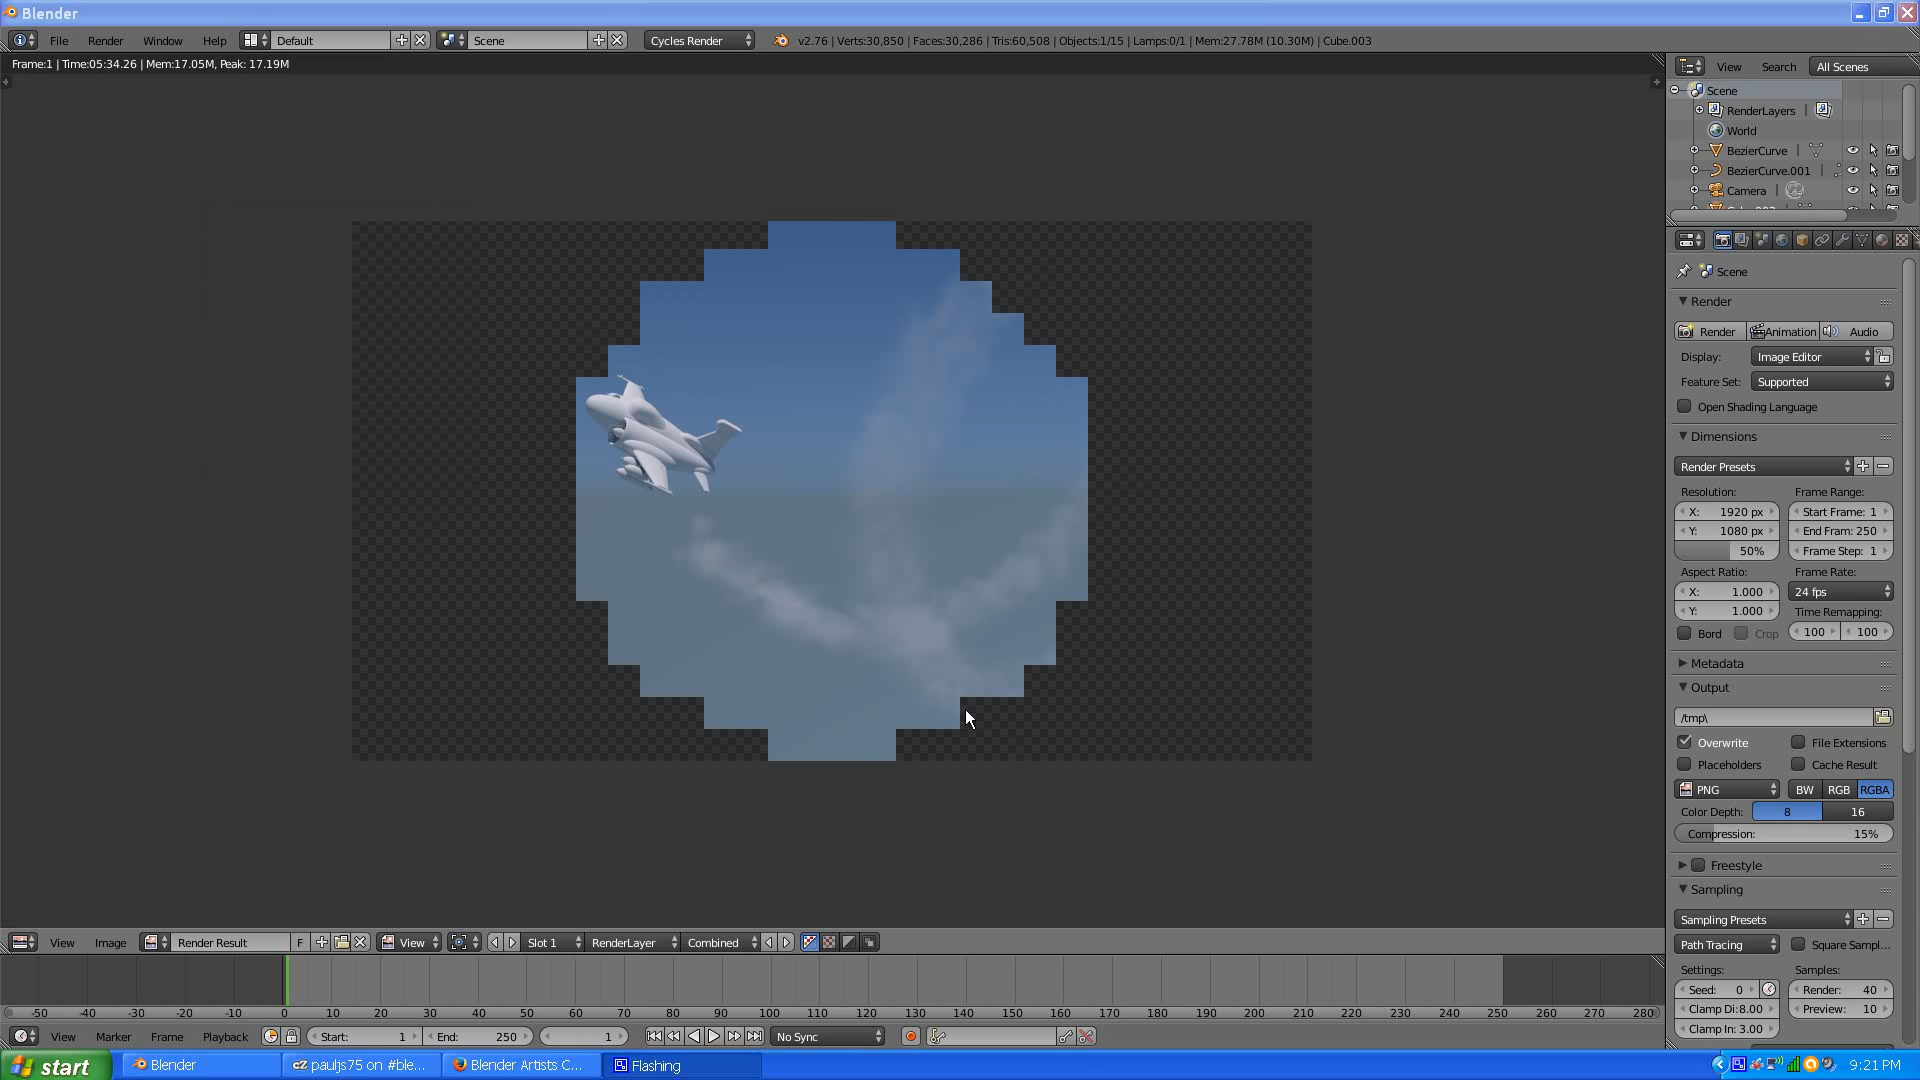 Blender
File Render Window Help Default Scene Cycles Render v2.76 | Verts:30,850 | Faces:30,286 | Tris:60,508 | Objects:1/15 | Lamps:0/1 | Mem:27.78M (10.30M) | Cube.003
Frame:1 | Time:05:34.26 | Mem:17.05M, Peak: 17.19M
View Search All Scenes
Scene
RenderLayers |
World
BezierCurve |
BezierCurve.001 |
Camera |
Scene
Render
Render Animation Audio
Display: Image Editor
Feature Set: Supported
Open Shading Language
Dimensions
Render Presets
Resolution: Frame Range:
X: 1920 px Start Frame: 1
Y: 1080 px End Fram: 250
50% Frame Step: 1
Aspect Ratio: Frame Rate:
X: 1.000 24 fps
Y: 1.000 Time Remapping:
Bord Crop 100 100
Metadata
Output
/tmp\
Overwrite File Extensions
Placeholders Cache Result
PNG BW RGB RGBA
Color Depth: 8 16
Compression: 15%
Freestyle
Sampling
Sampling Presets
Path Tracing Square Sampl...
Settings: Samples:
Seed: 0 Render: 40
Clamp Di:8.00 Preview: 10
Clamp In: 3.00
View Image Render Result F View Slot 1 RenderLayer Combined
-50 -40 -30 -20 -10 0 10 20 30 40 50 60 70 80 90 100 110 120 130 140 150 160 170 180 190 200 210 220 230 240 250 260 270 280
View Marker Frame Playback Start: 1 End: 250 1 No Sync
start Blender pauljs75 on #ble... Blender Artists C... Flashing 9:21 PM